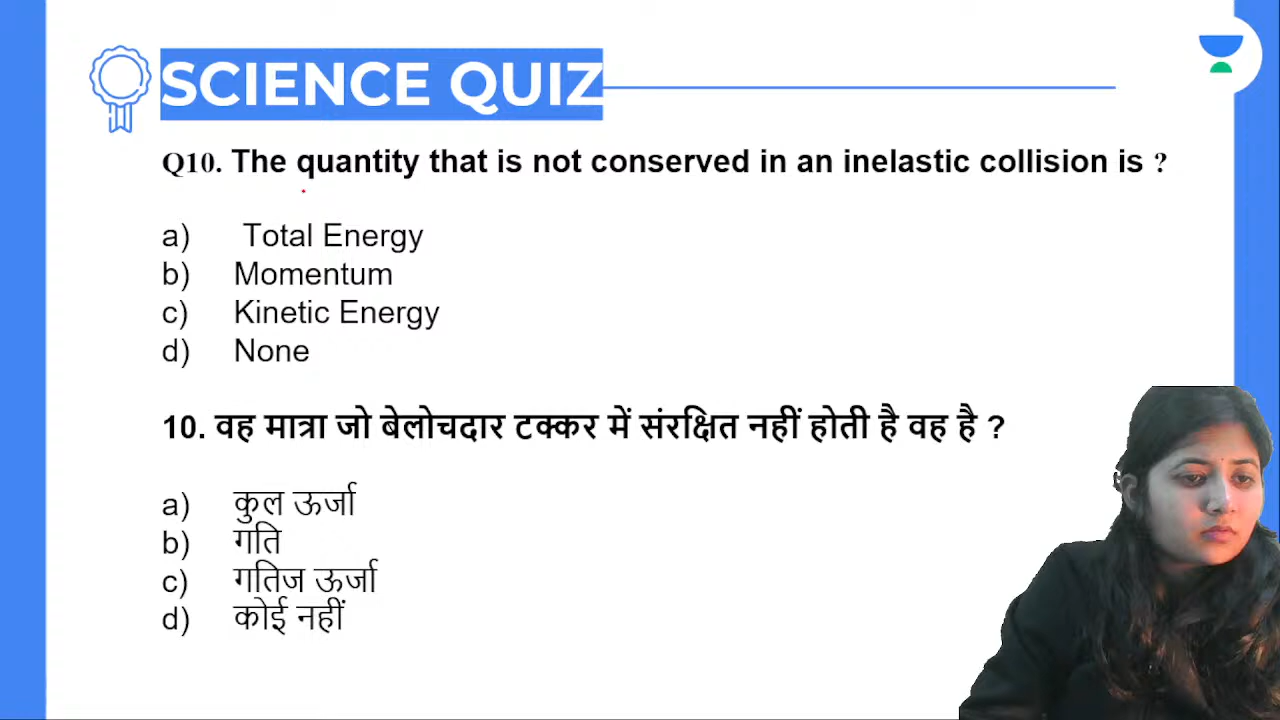 SCIENCE QUIZ
Q10. The quantity that is not conserved in an inelastic collision is ?
a) Total Energy
b) Momentum
c) Kinetic Energy
d) None
10. वह मात्रा जो बेलोचदार टक्कर में संरक्षित नहीं होती है वह है ?
a) कुल ऊर्जा
b) गति
c) गतिज ऊर्जा
d) कोई नहीं